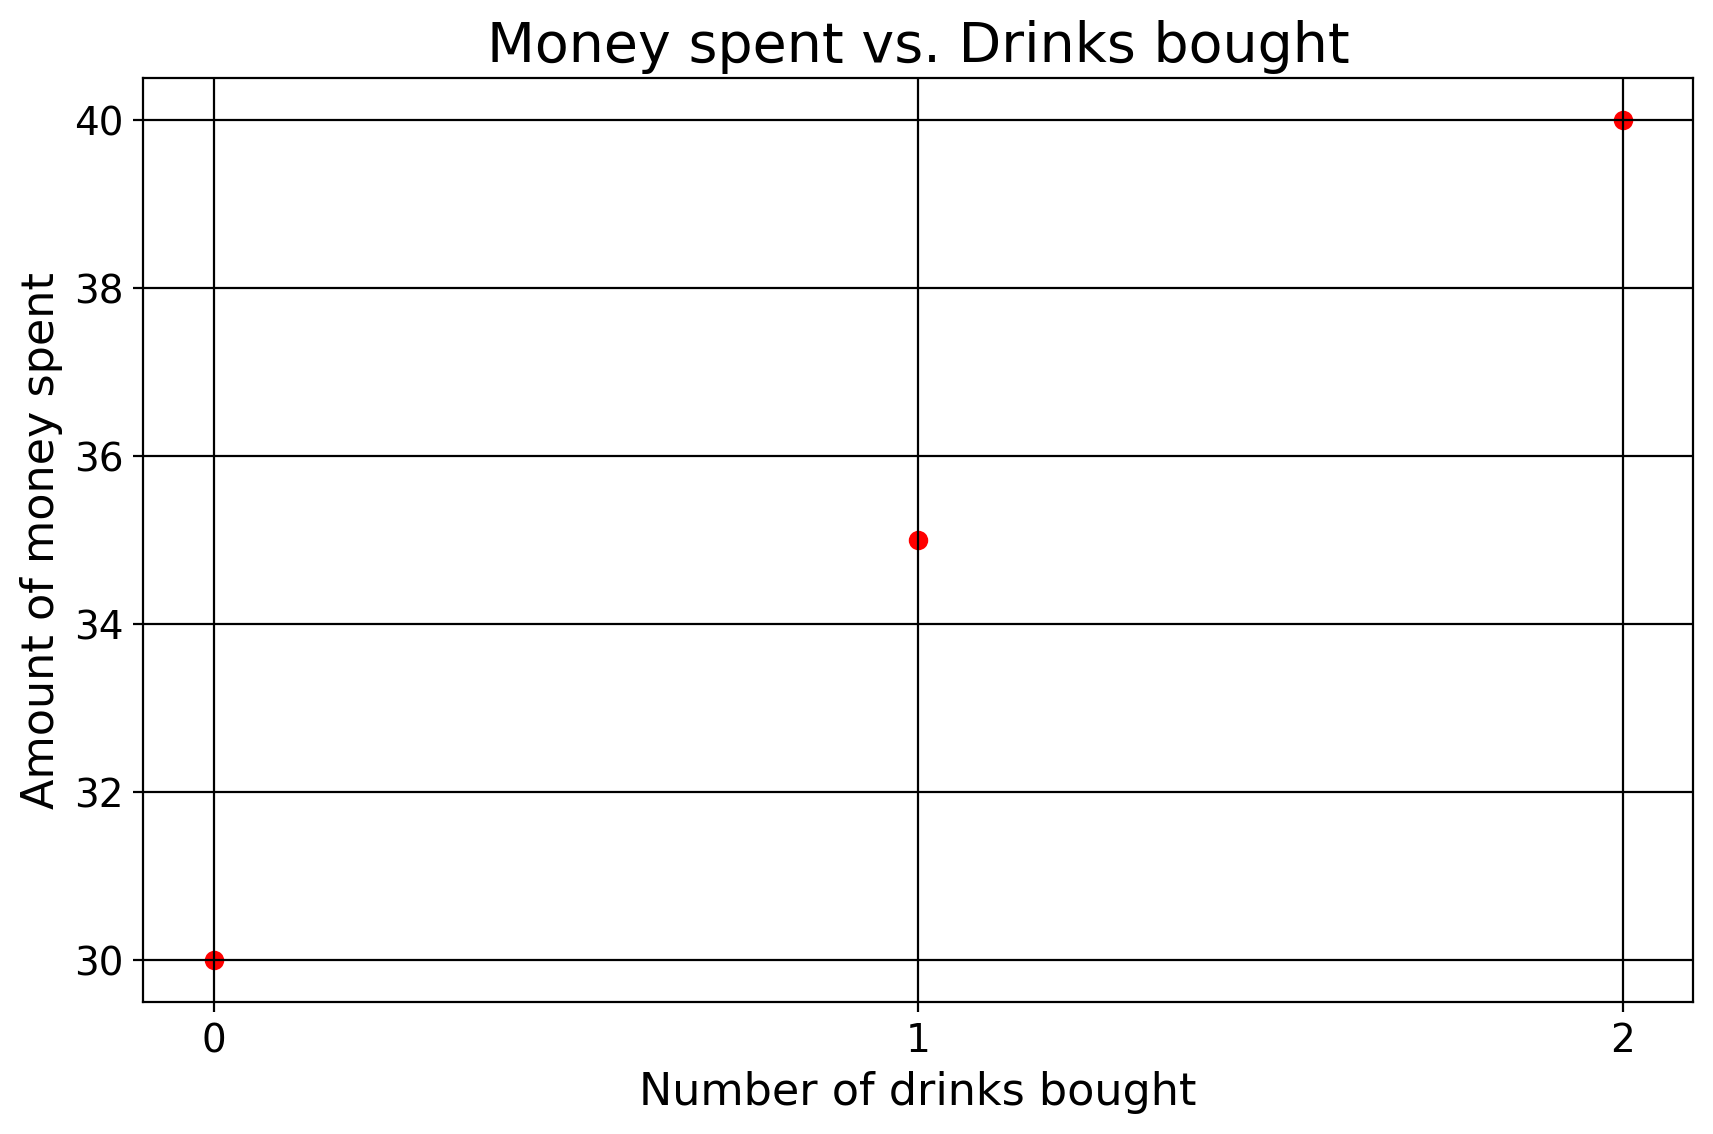 Money spent vs. Drinks bought
Amount of money spent
40
38
36
34
32
30
0 1 2
Number of drinks bought